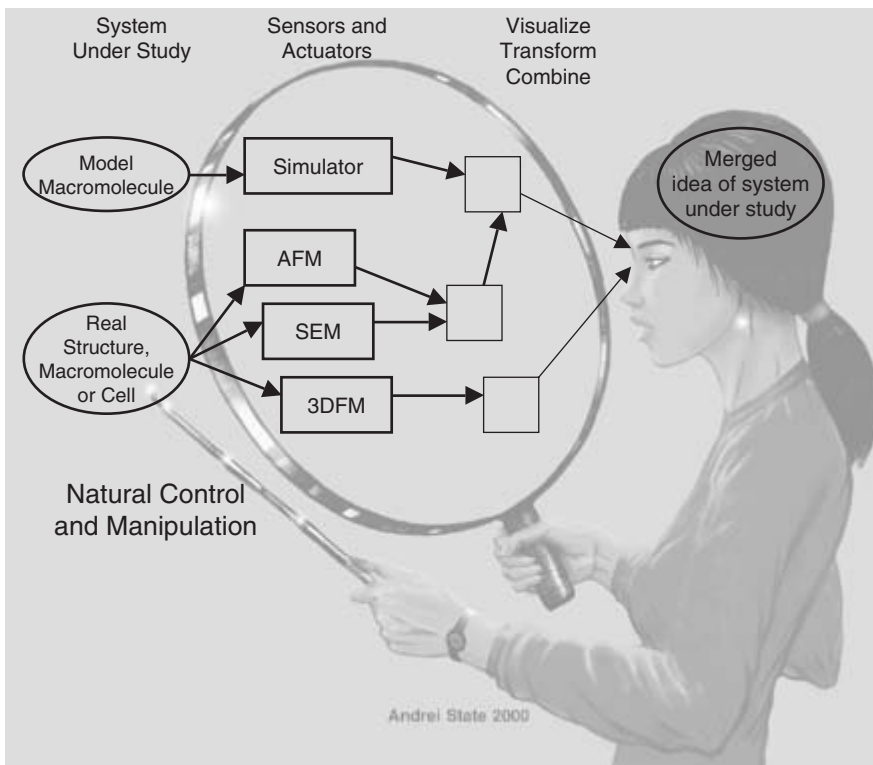 System
Under Study
Sensors and
Actuators
Visualize
Transform
Combine
Model
Macromolecule
Simulator
Merged
idea of system
under study
AFM
SEM
Real
Structure,
Macromolecule
or Cell
3DFM
Natural Control
and Manipulation
Andrei State 2000